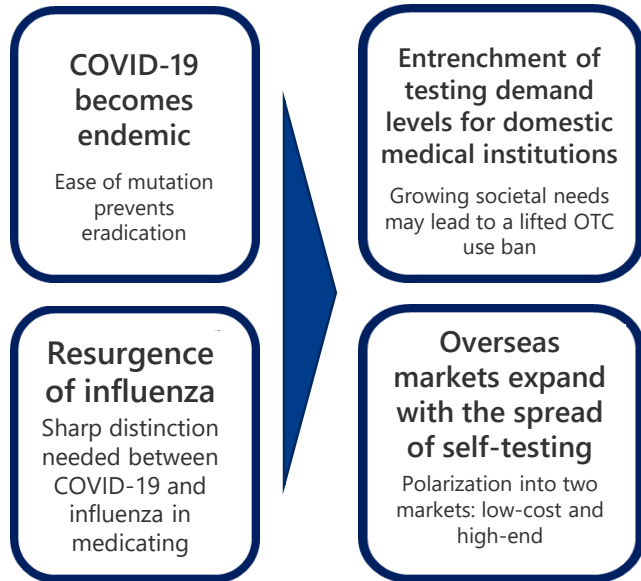 COVID-19
becomes
endemic
Ease of mutation
prevents
eradication
Resurgence
of influenza
Sharp distinction
needed between
COVID-19 and
influenza in
medicating
Entrenchment of
testing demand
levels for domestic
medical institutions
Growing societal needs
may lead to a lifted OTC
use ban
Overseas
markets expand
with the spread
of self-testing
Polarization into two
markets: low-cost and
high-end